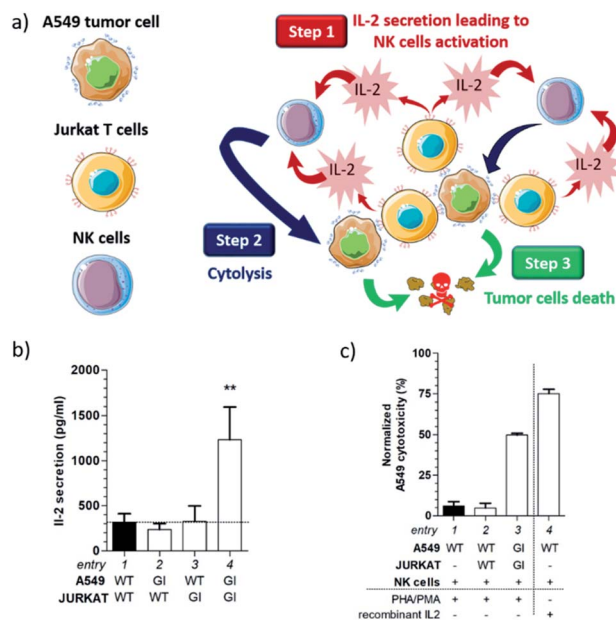 a)
A549 tumor cell
Jurkat T cells
NK cells
Step 1
IL-2 secretion leading to
NK cells activation
IL-2
IL-2
IL-2
IL-2
Step 2
Cytolysis
Step 3
Tumor cells death
b)
Il-2 secretion (pg/ml)
2000
1500
1000
500
0
**
entry 1 2 3 4
A549 WT GI WT GI
JURKAT WT WT GI GI
c)
Normalized
A549 cytotoxicity (%)
100
75
50
25
0
entry 1 2 3 4
A549 WT WT GI WT
JURKAT - WT GI -
NK cells + + + +
PHA/PMA + + + -
recombinant IL2 - - - +